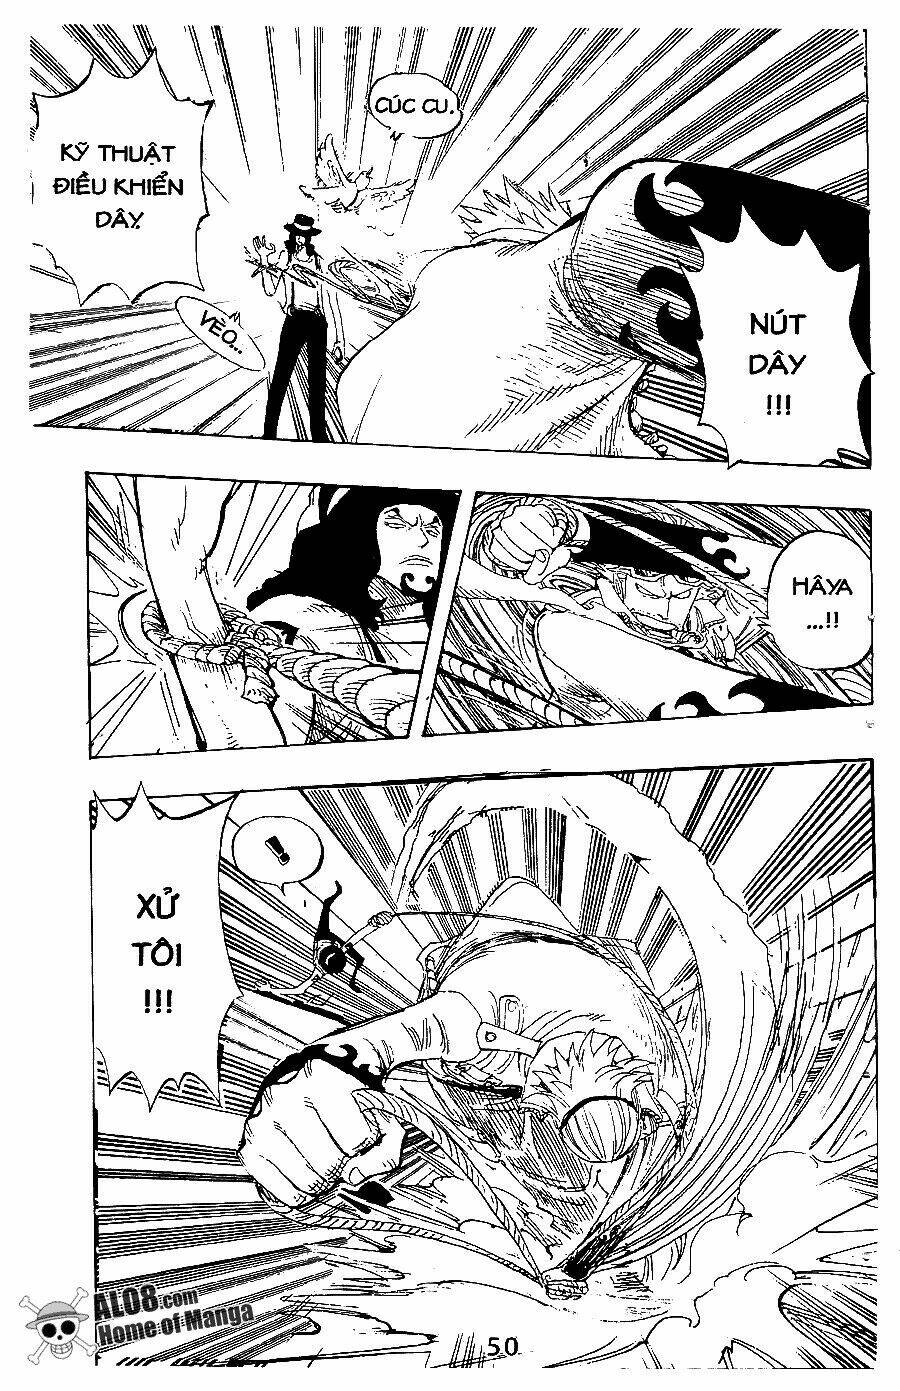 CÚC CU.
KỸ THUẬT
ĐIỀU KHIỂN
DÂY.
VÈO...
NÚT
DÂY
!!!
HÂYA
...!!
!
XỬ
TÔI
!!!
AL08.com
Home of Manga
50